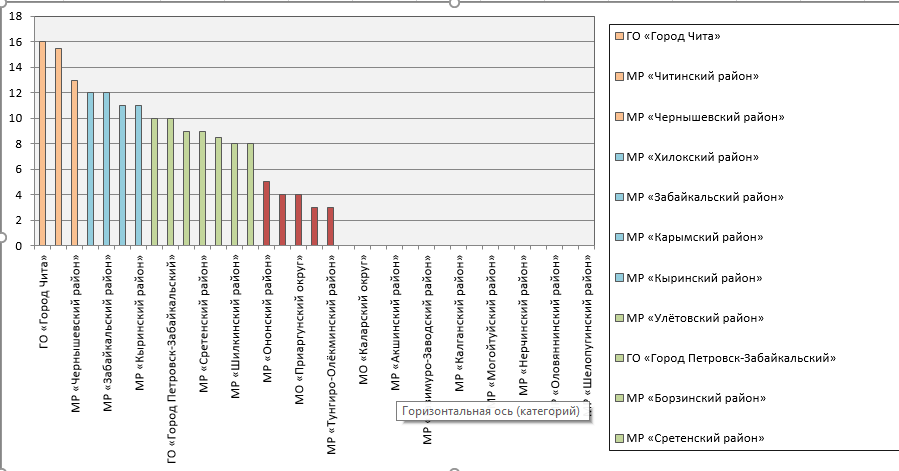 18
16
14
12
10
8
6
4
2
0
ГО «Город Чита»
МР «Чернышевский район»
МР «Забайкальский район»
МР «Кыринский район»
ГО «Город Петровск-Забайкальский»
МР «Сретенский район»
МР «Шилкинский район»
МР «Ононский район»
МО «Приаргунский округ»
МР «Тунгиро-Олёкминский район»
МО «Каларский округ»
МР «Акшинский район»
имуро-Заводский район»
МР «Калганский район»
МР «Могойтуйский район»
МР «Нерчинский район»
«Оловяннинский район»
«Шелопугинский район»
Горизонтальная ось (категорий)
ГО «Город Чита»
МР «Читинский район»
МР «Чернышевский район»
МР «Хилокский район»
МР «Забайкальский район»
МР «Карымский район»
МР «Кыринский район»
МР «Улётовский район»
ГО «Город Петровск-Забайкальский»
МР «Борзинский район»
МР «Сретенский район»